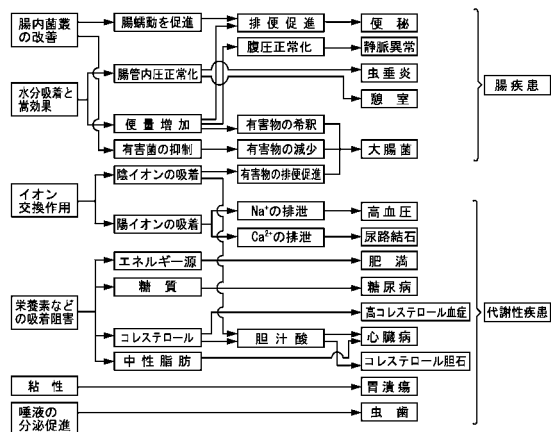 腸内菌叢
の改善
腸蠕動を促進
排便促進
便秘
腹圧正常化
静脈異常
水分吸着と
嵩効果
腸管内圧正常化
虫垂炎
憩室
便量増加
有害物の希釈
有害菌の抑制
有害物の減少
大腸菌
腸疾患
イオン
交換作用
陰イオンの吸着
有害物の排便促進
陽イオンの吸着
Na⁺の排泄
高血圧
Ca²⁺の排泄
尿路結石
栄養素など
の吸着阻害
エネルギー源
肥満
糖質
糖尿病
高コレステロール血症
コレステロール
胆汁酸
心臓病
中性脂肪
コレステロール胆石
代謝性疾患
粘性
胃潰瘍
唾液の
分泌促進
虫歯